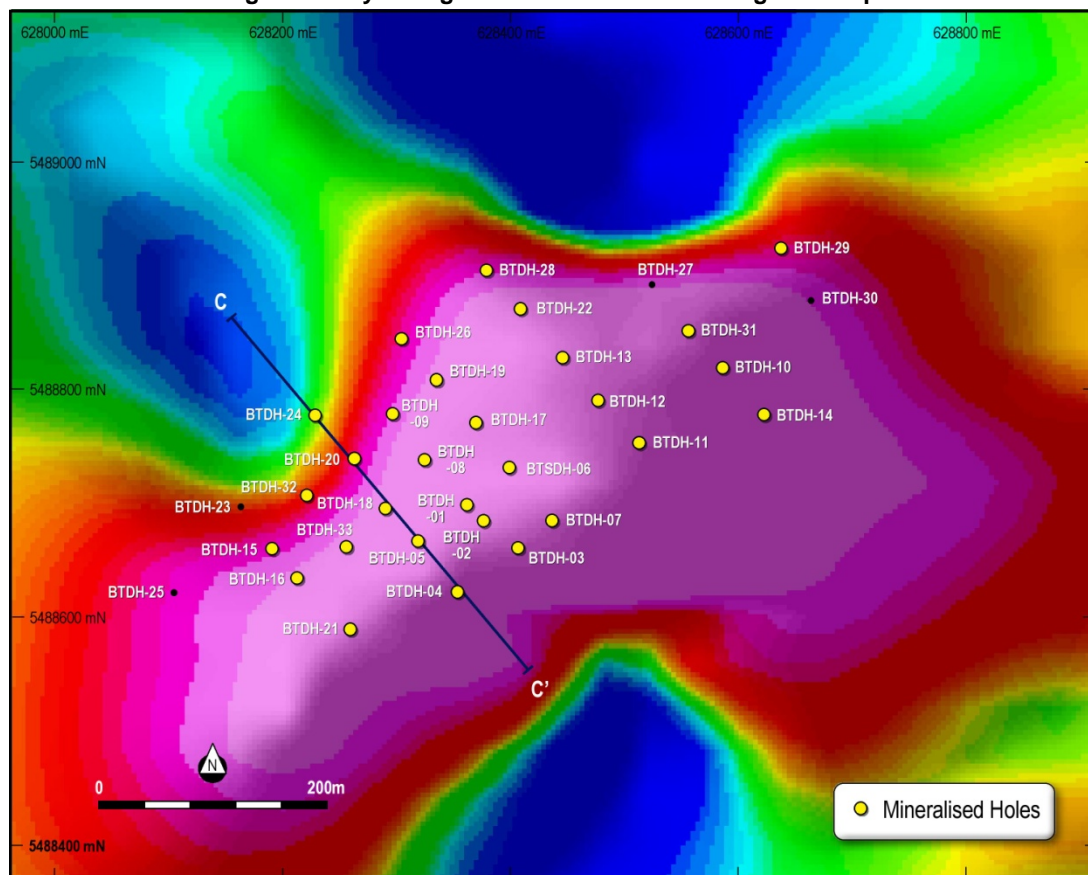 628000 mE
628200 mE
628400 mE
628600 mE
628800 mE
5489000 mN
BTDH-29
BTDH-28
BTDH-27
BTDH-30
C
BTDH-22
BTDH-31
BTDH-26
BTDH-13
BTDH-10
BTDH-19
5488800 mN
BTDH-24
BTDH
-09
BTDH-12
BTDH-14
BTDH-17
BTDH-11
BTDH-20
BTDH
-08
BTSDH-06
BTDH-32
BTDH-18
BTDH-23
BTDH
-01
BTDH-33
BTDH
-02
BTDH-07
BTDH-15
BTDH-05
BTDH-03
BTDH-16
BTDH-25
BTDH-04
5488600 mN
BTDH-21
C'
N
0
200m
Mineralised Holes
5488400 mN